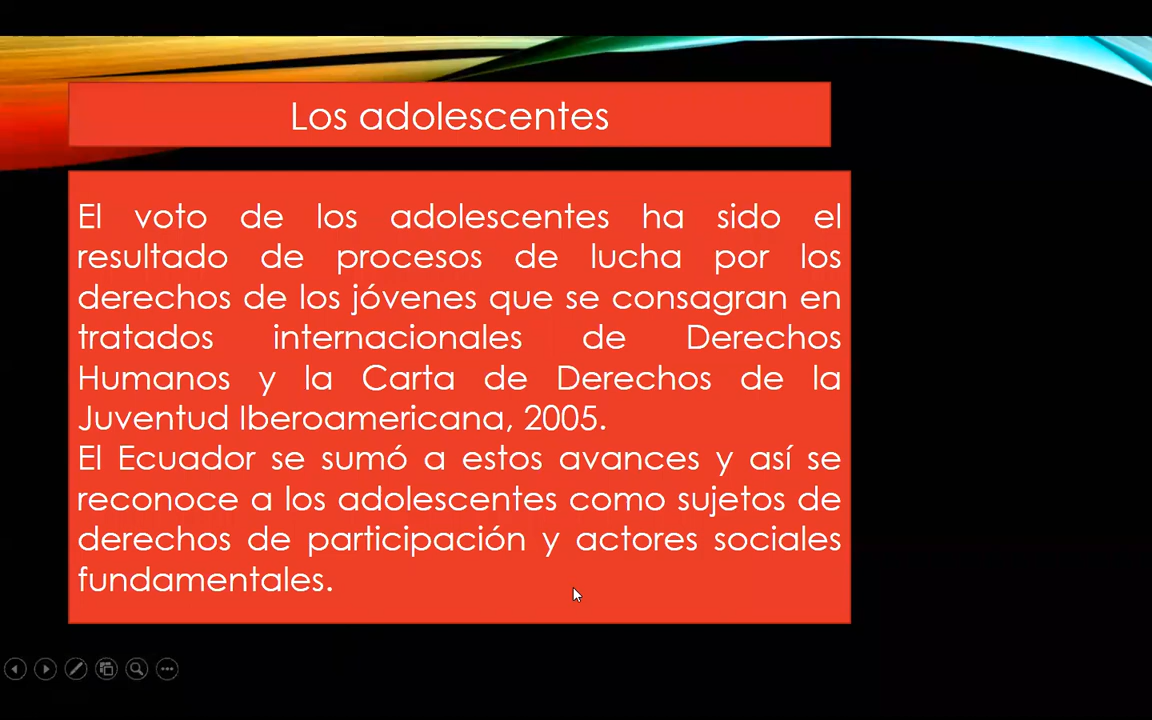 Los adolescentes
El voto de los adolescentes ha sido el
resultado de procesos de lucha por los
derechos de los jóvenes que se consagran en
tratados internacionales de Derechos
Humanos y la Carta de Derechos de la
Juventud Iberoamericana, 2005.
El Ecuador se sumó a estos avances y así se
reconoce a los adolescentes como sujetos de
derechos de participación y actores sociales
fundamentales.